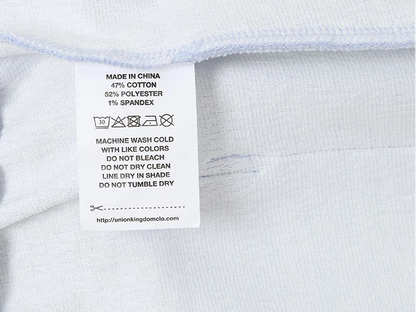 MADE IN CHINA
47% COTTON
52% POLYESTER
1% SPANDEX
30
MACHINE WASH COLD
WITH LIKE COLORS
DO NOT BLEACH
DO NOT DRY CLEAN
LINE DRY IN SHADE
DO NOT TUMBLE DRY
http://unionkingdomclo.com